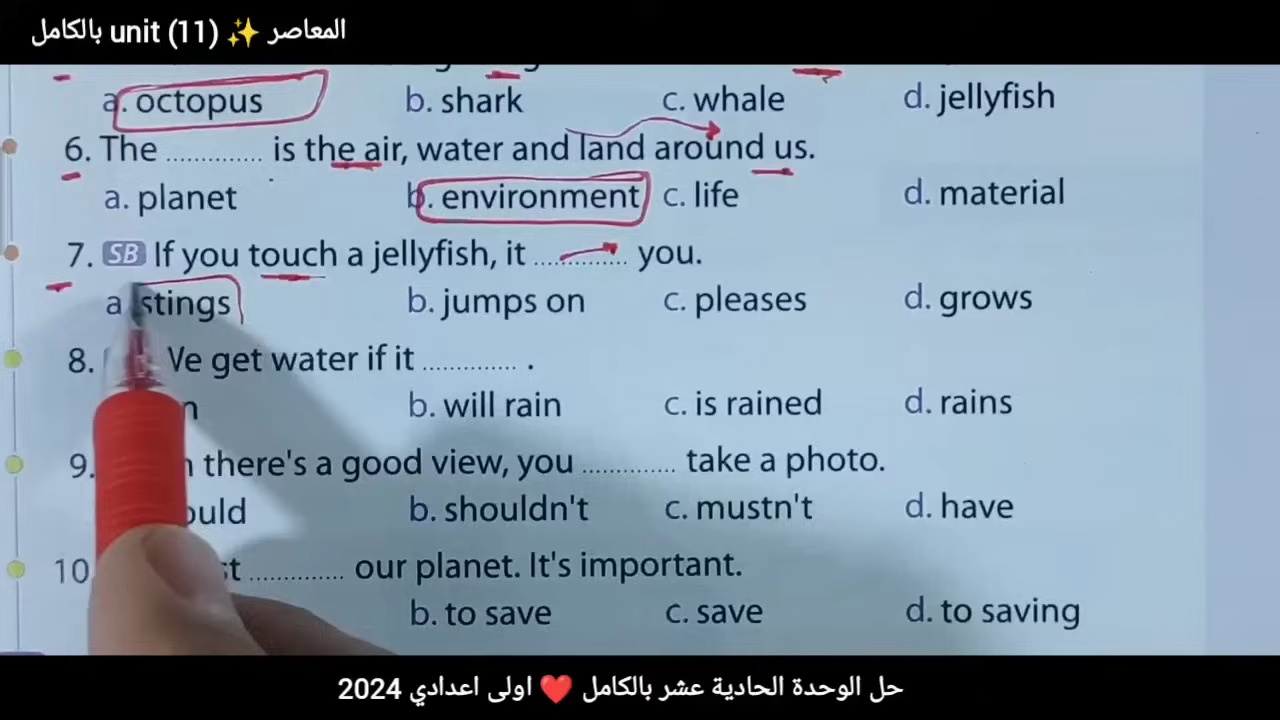 المعاصر ✨ unit (11) بالكامل
a. octopus b. shark c. whale d. jellyfish
6. The ............. is the air, water and land around us.
a. planet b. environment c. life d. material
7. SB If you touch a jellyfish, it ............. you.
a stings b. jumps on c. pleases d. grows
8. We get water if it ............. .
b. will rain c. is rained d. rains
9. there's a good view, you ............. take a photo.
b. shouldn't c. mustn't d. have
10 ............. our planet. It's important.
b. to save c. save d. to saving
حل الوحدة الحادية عشر بالكامل ❤️ اولى اعدادي 2024